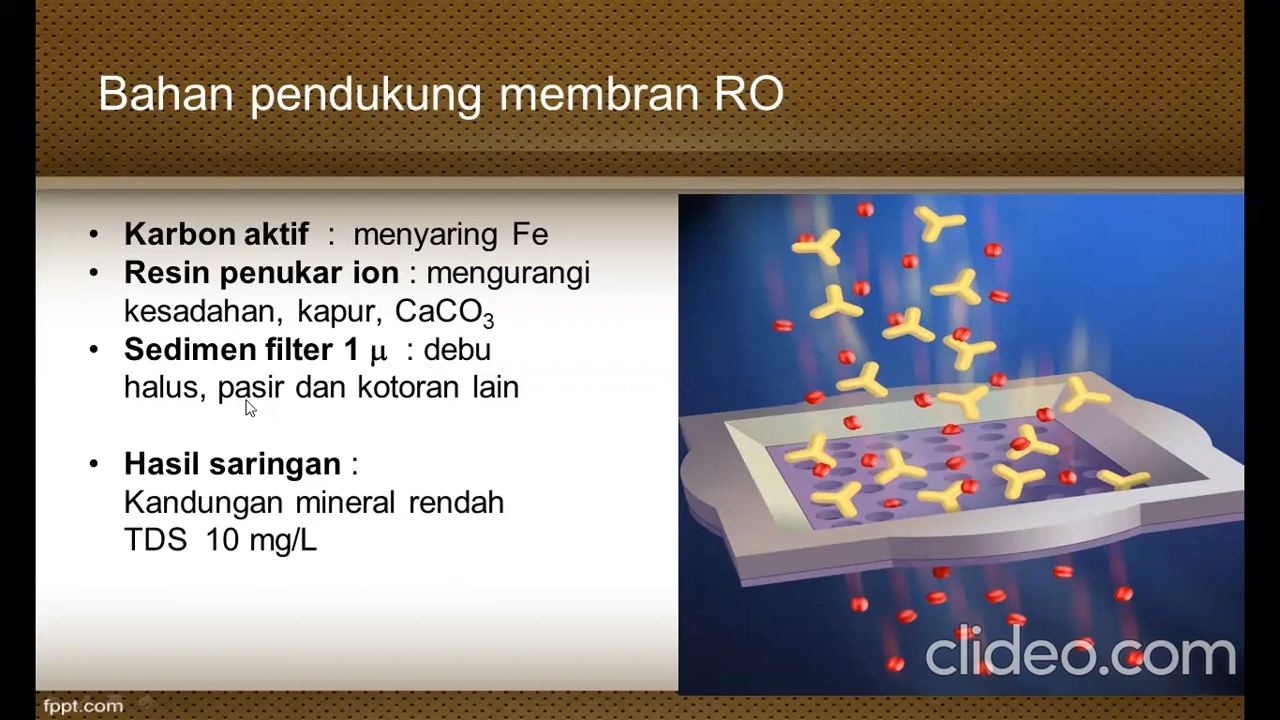 Bahan pendukung membran RO
• Karbon aktif : menyaring Fe
• Resin penukar ion : mengurangi
kesadahan, kapur, CaCO₃
• Sedimen filter 1 μ : debu
halus, pasir dan kotoran lain
• Hasil saringan :
Kandungan mineral rendah
TDS 10 mg/L
clideo.com
fppt.com